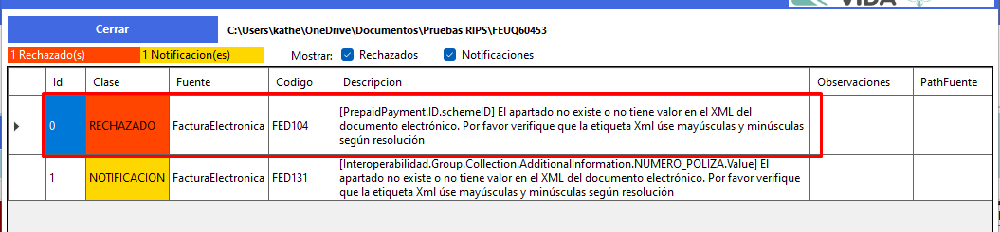 VIDA
Cerrar
C:\Users\kathe\OneDrive\Documentos\Pruebas RIPS\FEUQ60453
1 Rechazado(s)
1 Notificacion(es)
Mostrar:
Rechazados
Notificaciones
Id Clase Fuente Codigo Descripcion Observaciones PathFuente
0 RECHAZADO FacturaElectronica FED104
[PrepaidPayment.ID.schemeID] El apartado no existe o no tiene valor en el XML del
documento electrónico. Por favor verifique que la etiqueta Xml úse mayúsculas y minúsculas
según resolución
1 NOTIFICACION FacturaElectronica FED131
[Interoperabilidad.Group.Collection.AdditionalInformation.NUMERO_POLIZA.Value] El
apartado no existe o no tiene valor en el XML del documento electrónico. Por favor verifique
que la etiqueta Xml úse mayúsculas y minúsculas según resolución